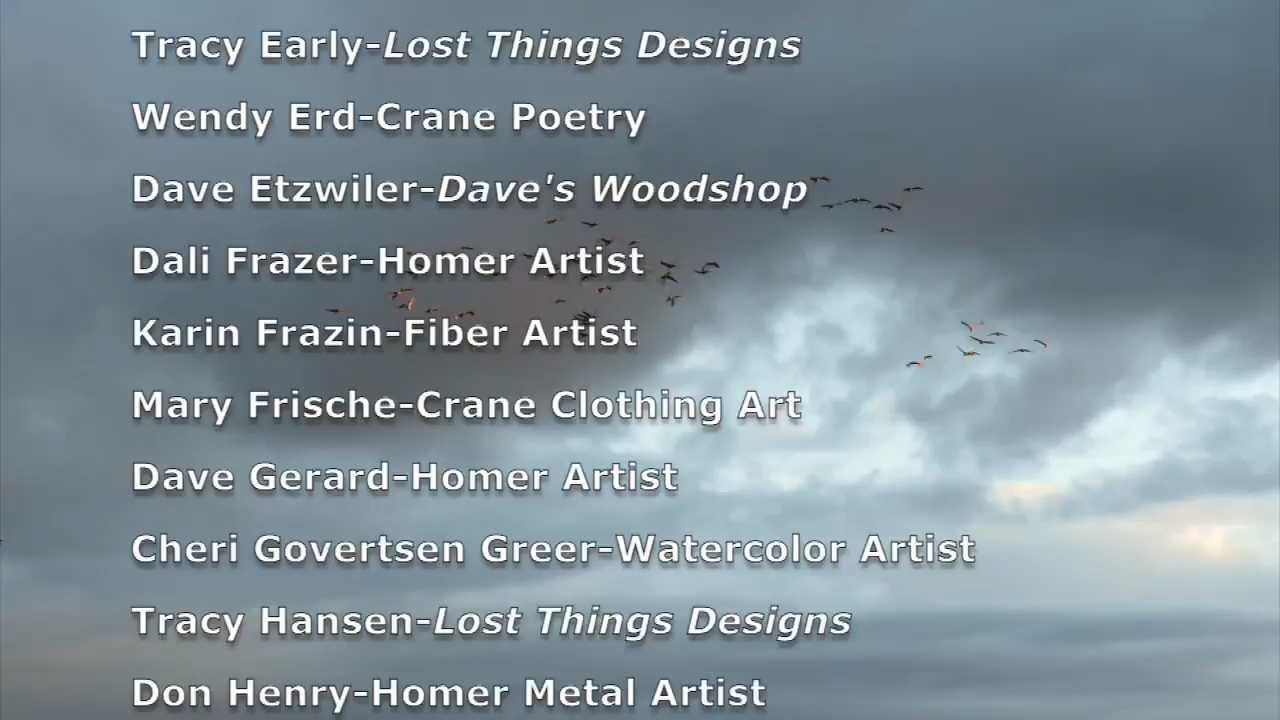 Tracy Early-Lost Things Designs
Wendy Erd-Crane Poetry
Dave Etzwiler-Dave's Woodshop
Dali Frazer-Homer Artist
Karin Frazin-Fiber Artist
Mary Frische-Crane Clothing Art
Dave Gerard-Homer Artist
Cheri Govertsen Greer-Watercolor Artist
Tracy Hansen-Lost Things Designs
Don Henry-Homer Metal Artist